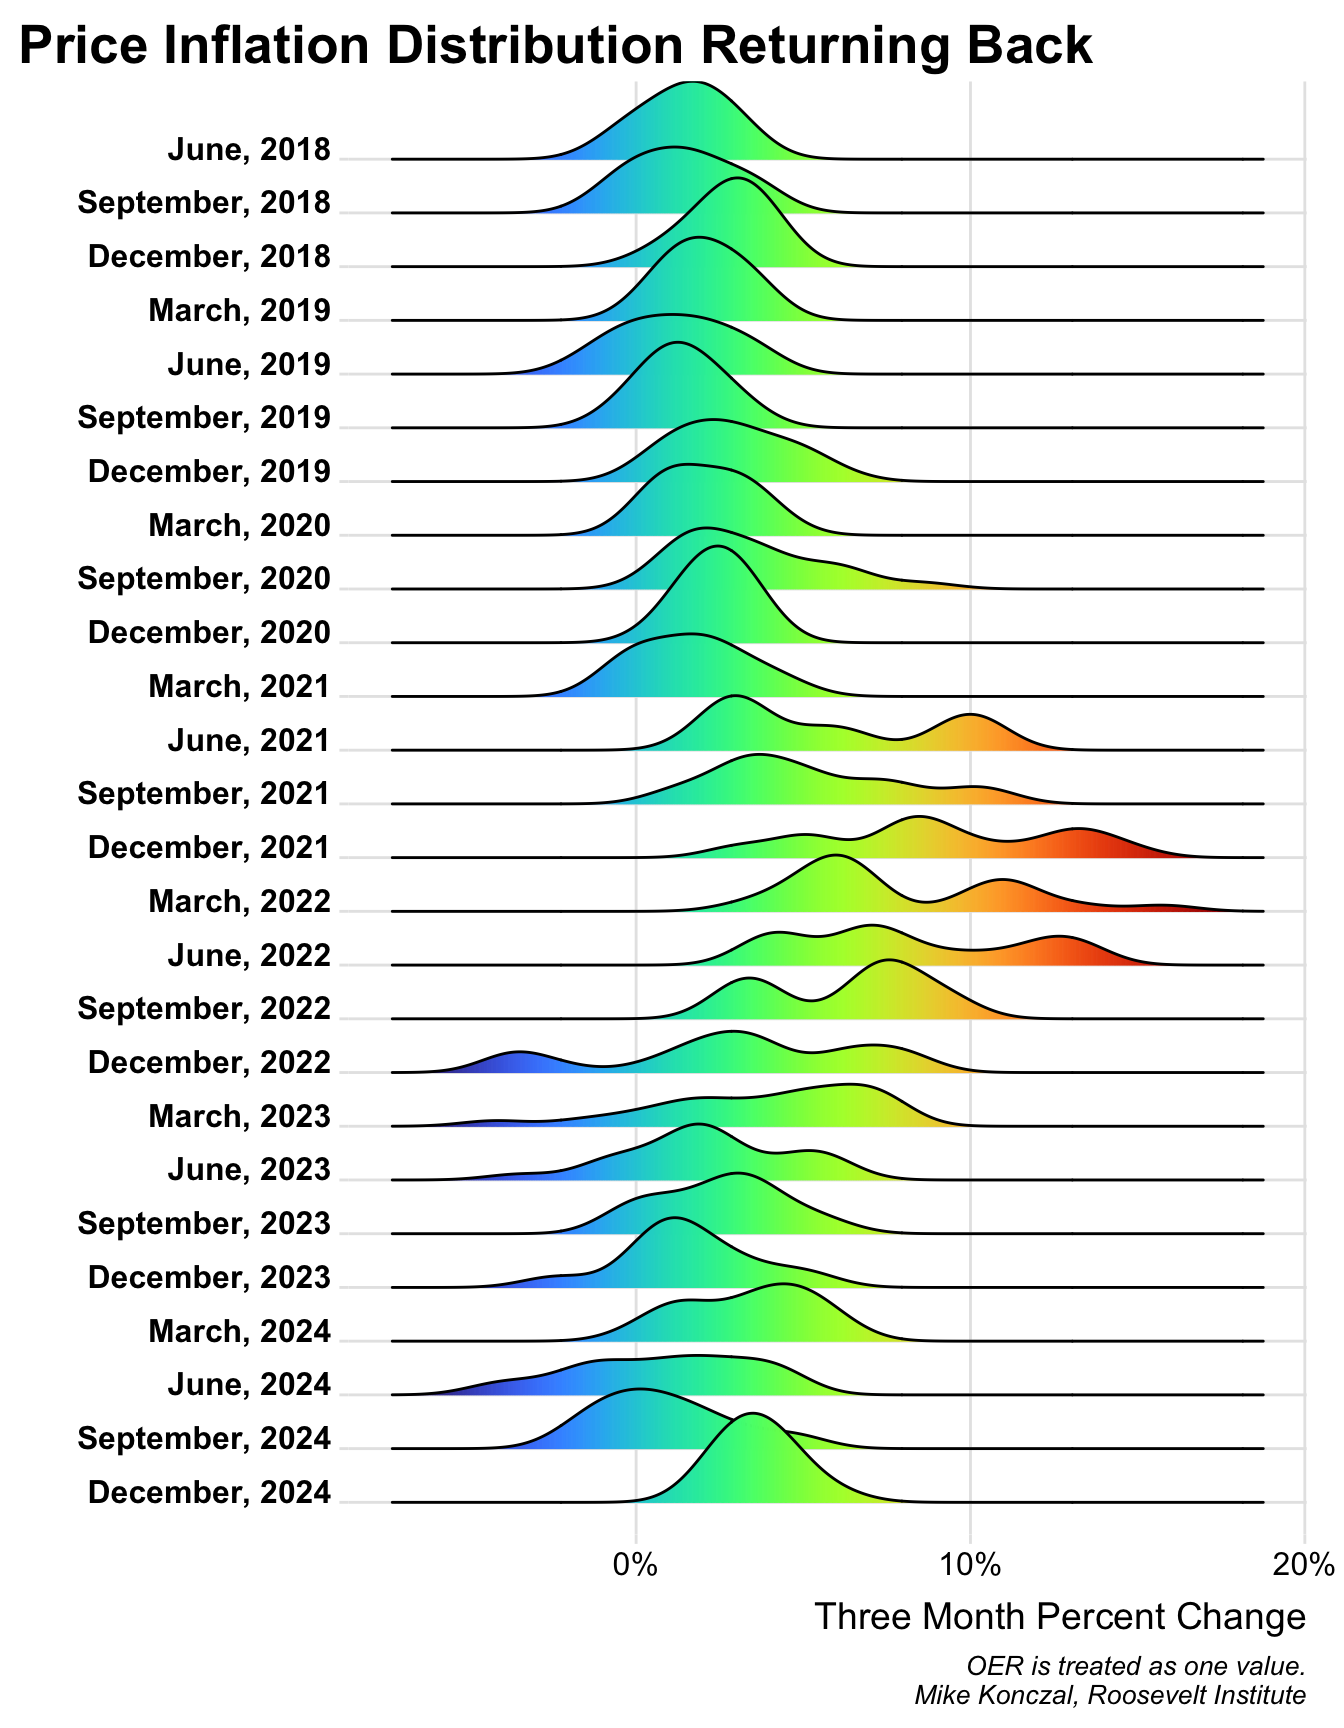 Price Inflation Distribution Returning Back
June, 2018
September, 2018
December, 2018
March, 2019
June, 2019
September, 2019
December, 2019
March, 2020
September, 2020
December, 2020
March, 2021
June, 2021
September, 2021
December, 2021
March, 2022
June, 2022
September, 2022
December, 2022
March, 2023
June, 2023
September, 2023
December, 2023
March, 2024
June, 2024
September, 2024
December, 2024
0% 10% 20%
Three Month Percent Change
OER is treated as one value.
Mike Konczal, Roosevelt Institute